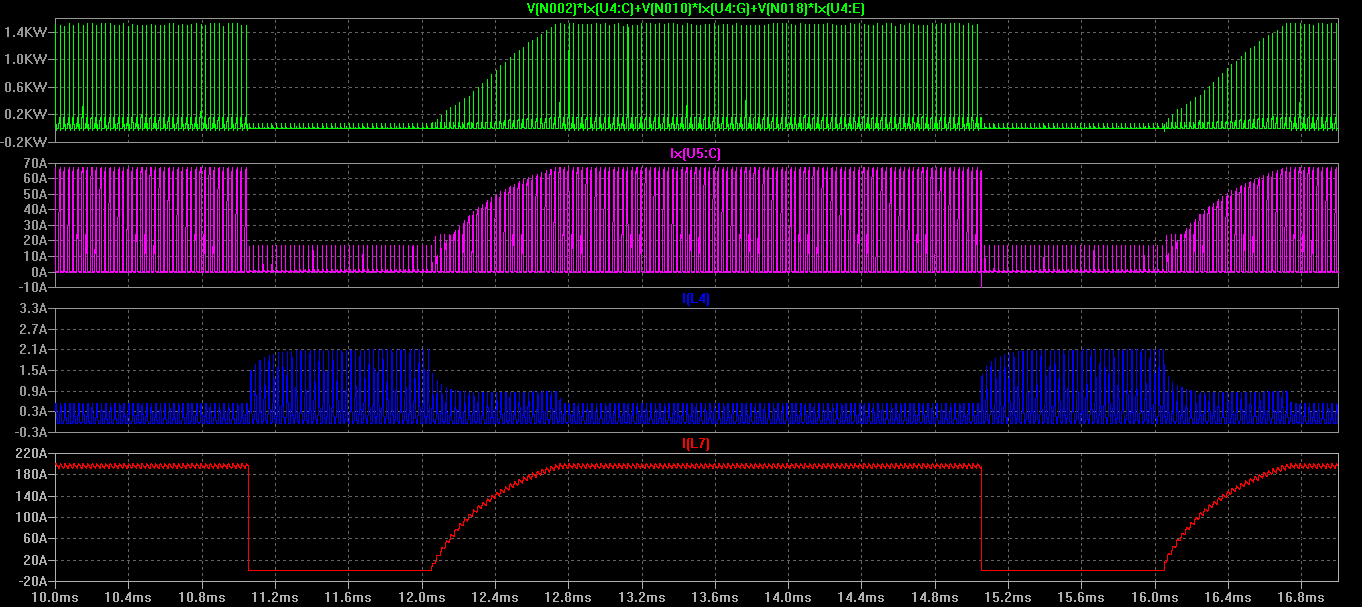 V(N002)*Ix(U4:C)+V(N010)*Ix(U4:G)+V(N018)*Ix(U4:E)
1.4KW
1.0KW
0.6KW
0.2KW
-0.2KW
Ix(U5:C)
70A
60A
50A
40A
30A
20A
10A
0A
-10A
I(L4)
3.3A
2.7A
2.1A
1.5A
0.9A
0.3A
-0.3A
I(L7)
220A
180A
140A
100A
60A
20A
-20A
10.0ms 10.4ms 10.8ms 11.2ms 11.6ms 12.0ms 12.4ms 12.8ms 13.2ms 13.6ms 14.0ms 14.4ms 14.8ms 15.2ms 15.6ms 16.0ms 16.4ms 16.8ms